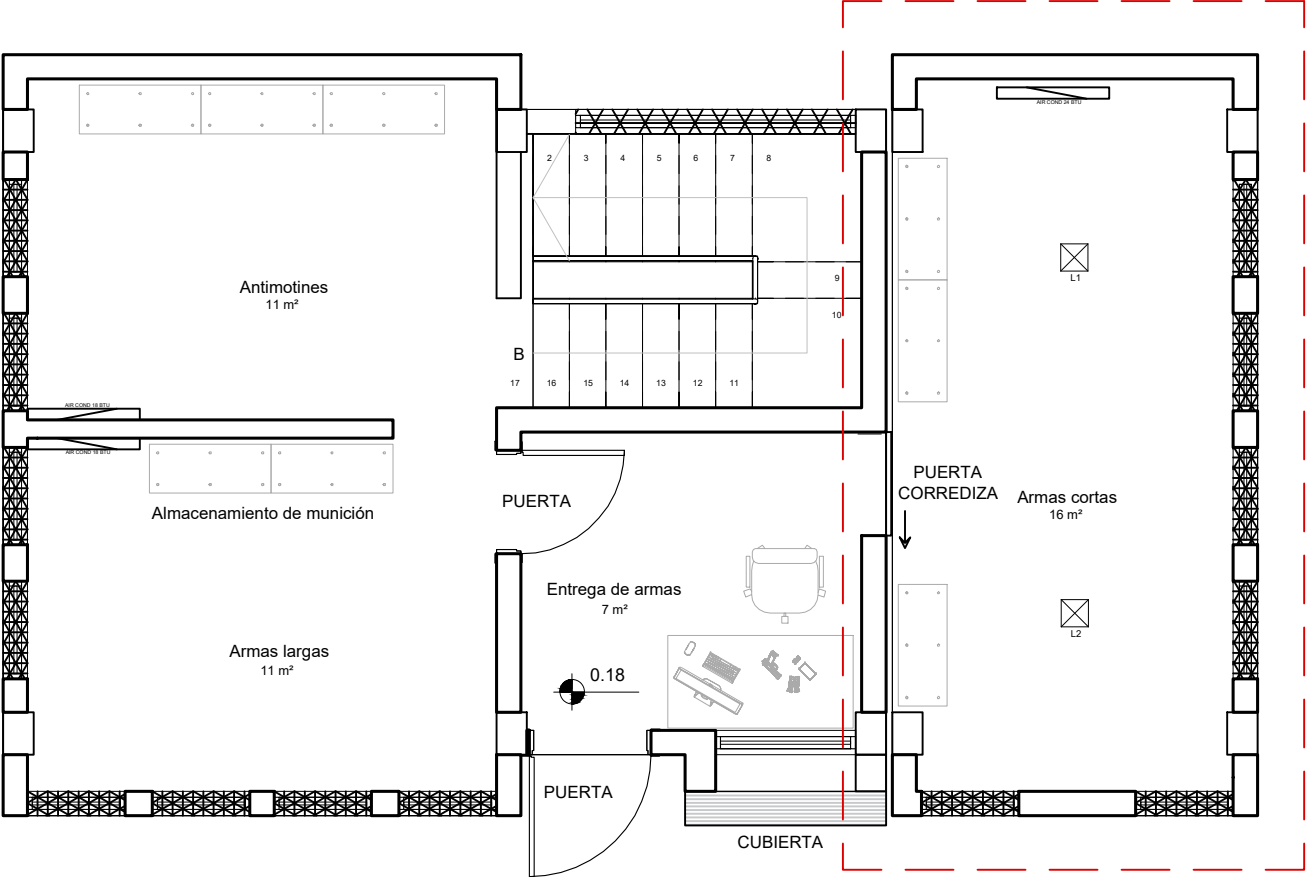 AIR COND 24 BTU
2
3
4
5
6
7
8
Antimotines
11 m²
L1
9
10
B
17
16
15
14
13
12
11
AIR COND 18 BTU
AIR COND 18 BTU
Almacenamiento de munición
PUERTA
PUERTA
CORREDIZA
Armas cortas
16 m²
Entrega de armas
7 m²
Armas largas
11 m²
L2
0.18
PUERTA
CUBIERTA